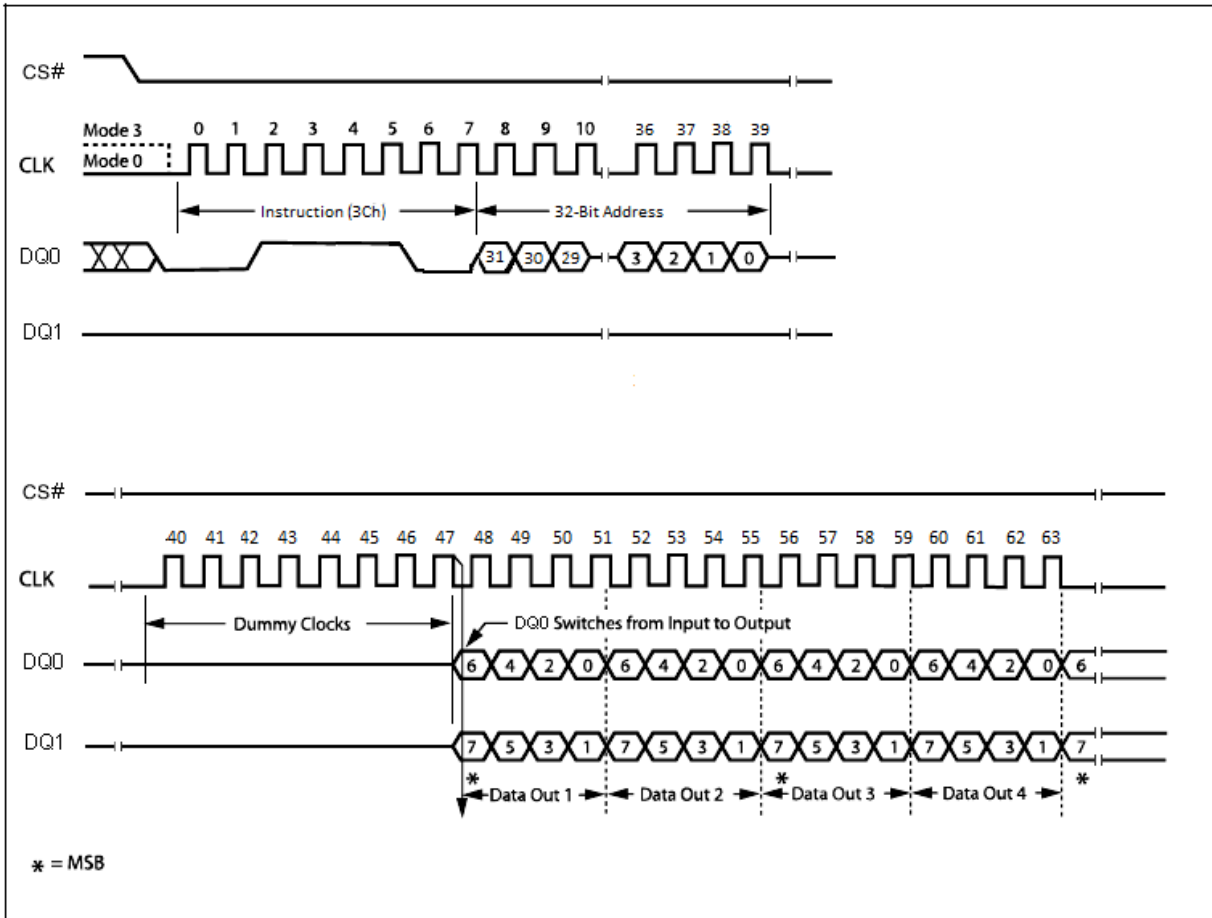 CS#
Mode 3 0 1 2 3 4 5 6 7 8 9 10 36 37 38 39
CLK Mode 0
Instruction (3Ch) 32-Bit Address
DQ0 31 30 29 3 2 1 0
DQ1
CS#
40 41 42 43 44 45 46 47 48 49 50 51 52 53 54 55 56 57 58 59 60 61 62 63
CLK
Dummy Clocks DQ0 Switches from Input to Output
DQ0 6 4 2 0 6 4 2 0 6 4 2 0 6 4 2 0 6
DQ1 7 5 3 1 7 5 3 1 7 5 3 1 7 5 3 1 7
* * *
Data Out 1 Data Out 2 Data Out 3 Data Out 4
* = MSB